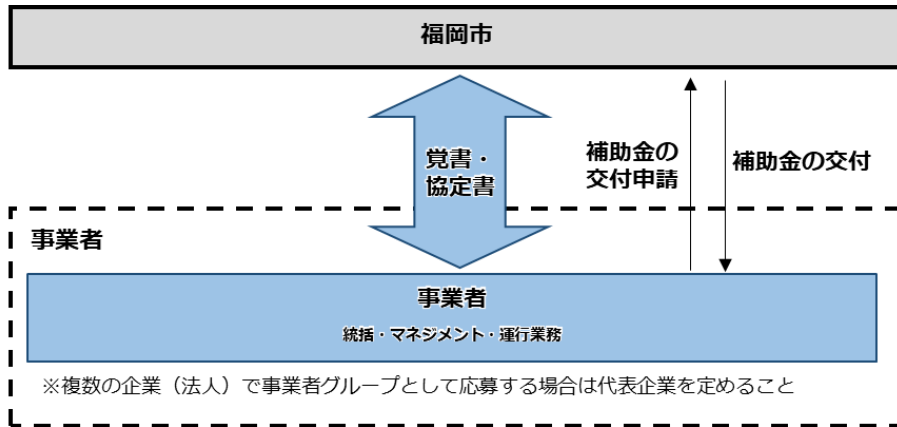 福岡市
覚書・
協定書
補助金の
交付申請
補助金の交付
事業者
事業者
統括・マネジメント・運行業務
※複数の企業（法人）で事業者グループとして応募する場合は代表企業を定めること